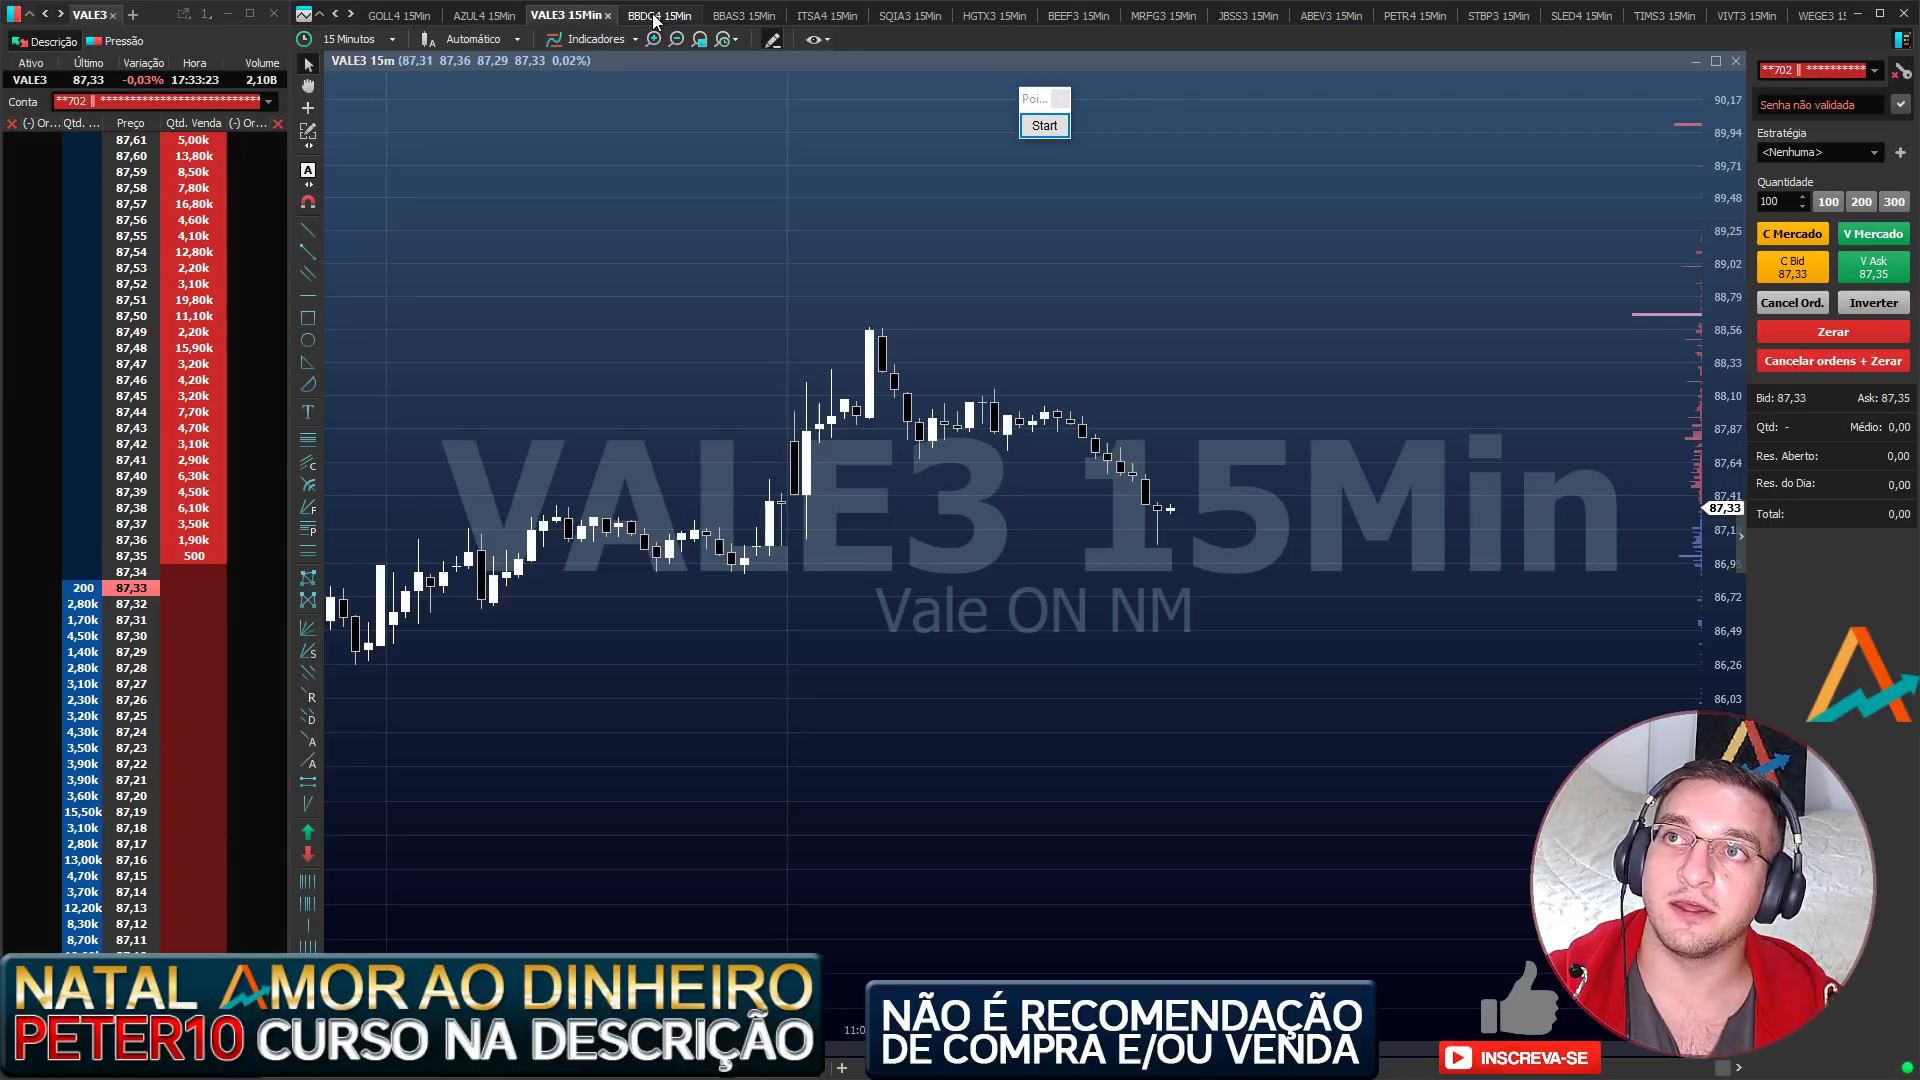 VALE3
GOLL4 15Min AZUL4 15Min VALE3 15Min BBDC4 15Min BBAS3 15Min ITSA4 15Min SQIA3 15Min HGTX3 15Min BEEF3 15Min MRFG3 15Min JBSS3 15Min ABEV3 15Min PETR4 15Min STBP3 15Min SLED4 15Min TIMS3 15Min VIVT3 15Min WEGE3 1
Descrição Pressão
15 Minutos Automático Indicadores
Ativo Último Variação Hora Volume
VALE3 87,33 -0,03% 17:33:23 2,10B
VALE3 15m (87,31 87,36 87,29 87,33 0,02%)
Conta **702 || ****************************
(-) Or... Qtd. ... Preço Qtd. Venda (-) Or...
87,61 5,00k
87,60 13,80k
87,59 8,50k
87,58 7,80k
87,57 16,80k
87,56 4,60k
87,55 4,10k
87,54 12,80k
87,53 2,20k
87,52 3,10k
87,51 19,80k
87,50 11,10k
87,49 2,20k
87,48 15,90k
87,47 3,20k
87,46 4,20k
87,45 3,20k
87,44 7,70k
87,43 4,70k
87,42 3,10k
87,41 2,90k
87,40 6,30k
87,39 4,50k
87,38 6,10k
87,37 3,50k
87,36 1,90k
87,35 500
87,34
200 87,33
2,80k 87,32
1,70k 87,31
4,50k 87,30
1,40k 87,29
2,80k 87,28
3,10k 87,27
2,30k 87,26
3,20k 87,25
4,30k 87,24
3,50k 87,23
3,90k 87,22
3,90k 87,21
3,60k 87,20
15,50k 87,19
3,10k 87,18
2,80k 87,17
13,00k 87,16
4,70k 87,15
3,70k 87,14
12,20k 87,13
8,30k 87,12
8,70k 87,11
Poi...
Start
VALE3 15Min
Vale ON NM
90,17
89,94
89,71
89,48
89,25
89,02
88,79
88,56
88,33
88,10
87,87
87,64
87,41
87,33
87,1
86,9
86,72
86,49
86,26
86,03
**702 || **********
Senha não validada
Estratégia
<Nenhuma>
Quantidade
100 100 200 300
C Mercado V Mercado
C Bid V Ask
87,33 87,35
Cancel Ord. Inverter
Zerar
Cancelar ordens + Zerar
Bid: 87,33 Ask: 87,35
Qtd: - Médio: 0,00
Res. Aberto: 0,00
Res. do Dia: 0,00
Total: 0,00
NATAL AMOR AO DINHEIRO
PETER10 CURSO NA DESCRIÇÃO
11:0
NÃO É RECOMENDAÇÃO
DE COMPRA E/OU VENDA
INSCREVA-SE